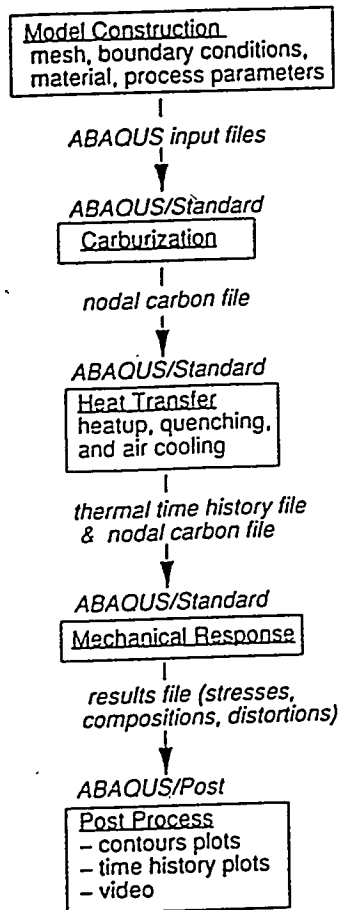 Model Construction
mesh, boundary conditions,
material, process parameters
ABAQUS input files
ABAQUS/Standard
Carburization
nodal carbon file
ABAQUS/Standard
Heat Transfer
heatup, quenching,
and air cooling
thermal time history file
& nodal carbon file
ABAQUS/Standard
Mechanical Response
results file (stresses,
compositions, distortions)
ABAQUS/Post
Post Process
– contours plots
– time history plots
– video